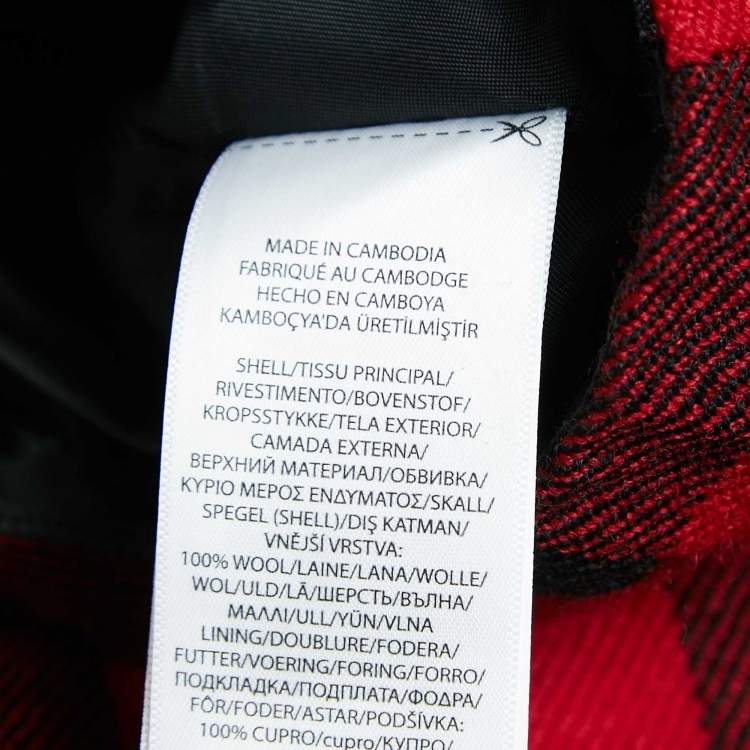 MADE IN CAMBODIA
FABRIQUÉ AU CAMBODGE
HECHO EN CAMBOYA
KAMBOÇYA'DA ÜRETİLMİŞTİR
SHELL/TISSU PRINCIPAL/
RIVESTIMENTO/BOVENSTOF/
KROPSSTYKKE/TELA EXTERIOR/
CAMADA EXTERNA/
ВЕРХНИЙ МАТЕРИАЛ/ОБВИВКА/
ΚΥΡΙΟ ΜΕΡΟΣ ΕΝΔΥΜΑΤΟΣ/SKALL/
SPEGEL (SHELL)/DIŞ KATMAN/
VNĚJŠÍ VRSTVA:
100% WOOL/LAINE/LANA/WOLLE/
WOL/ULD/LÃ/ШЕРСТЬ/ВЪЛНА/
ΜΑΛΛΙ/ULL/YÜN/VLNA
LINING/DOUBLURE/FODERA/
FUTTER/VOERING/FORING/FORRO/
ПОДКЛАДКА/ПОДПЛАТА/ΦΟΔΡΑ/
FÔR/FODER/ASTAR/PODŠÍVKA:
100% CUPRO/cupro/КУПРО/